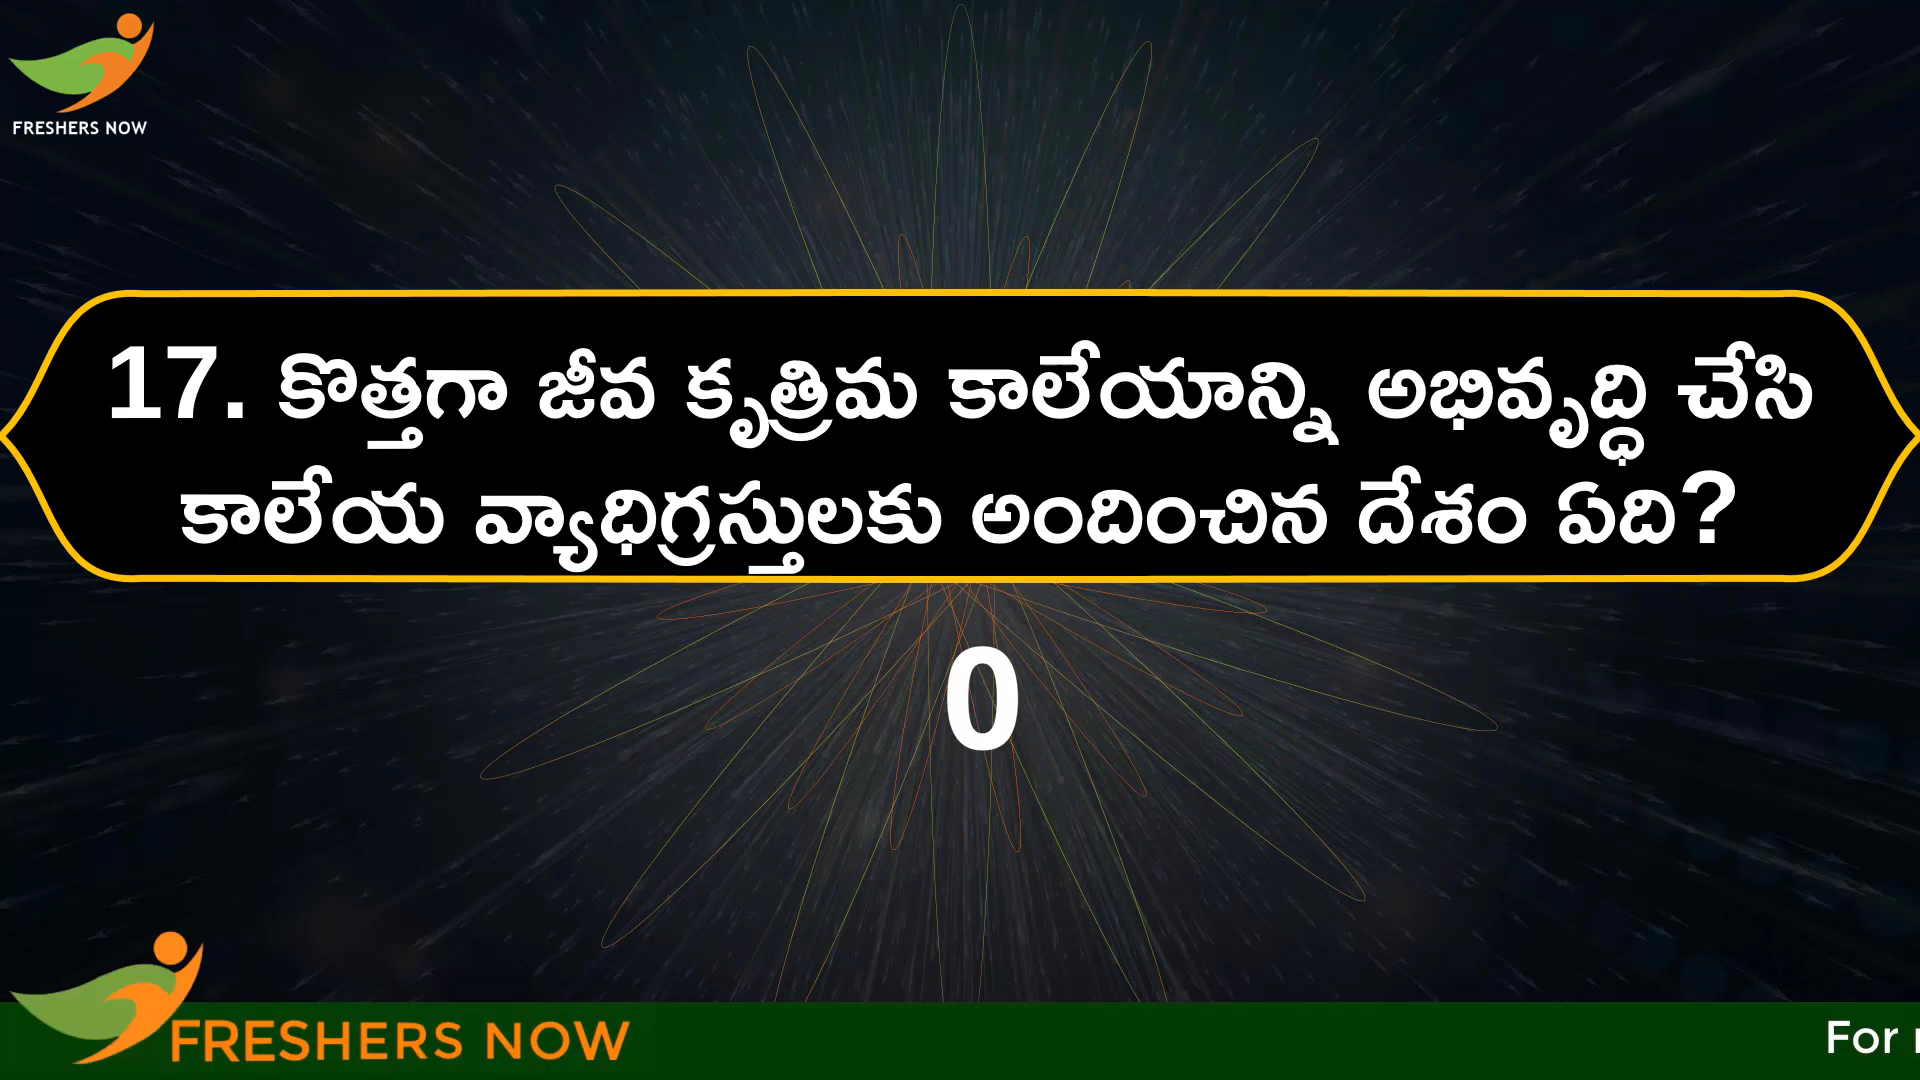 FRESHERS NOW
17. కొత్తగా జీవ కృత్రిమ కాలేయాన్ని అభివృద్ధి చేసి
కాలేయ వ్యాధిగ్రస్తులకు అందించిన దేశం ఏది?
0
FRESHERS NOW
For